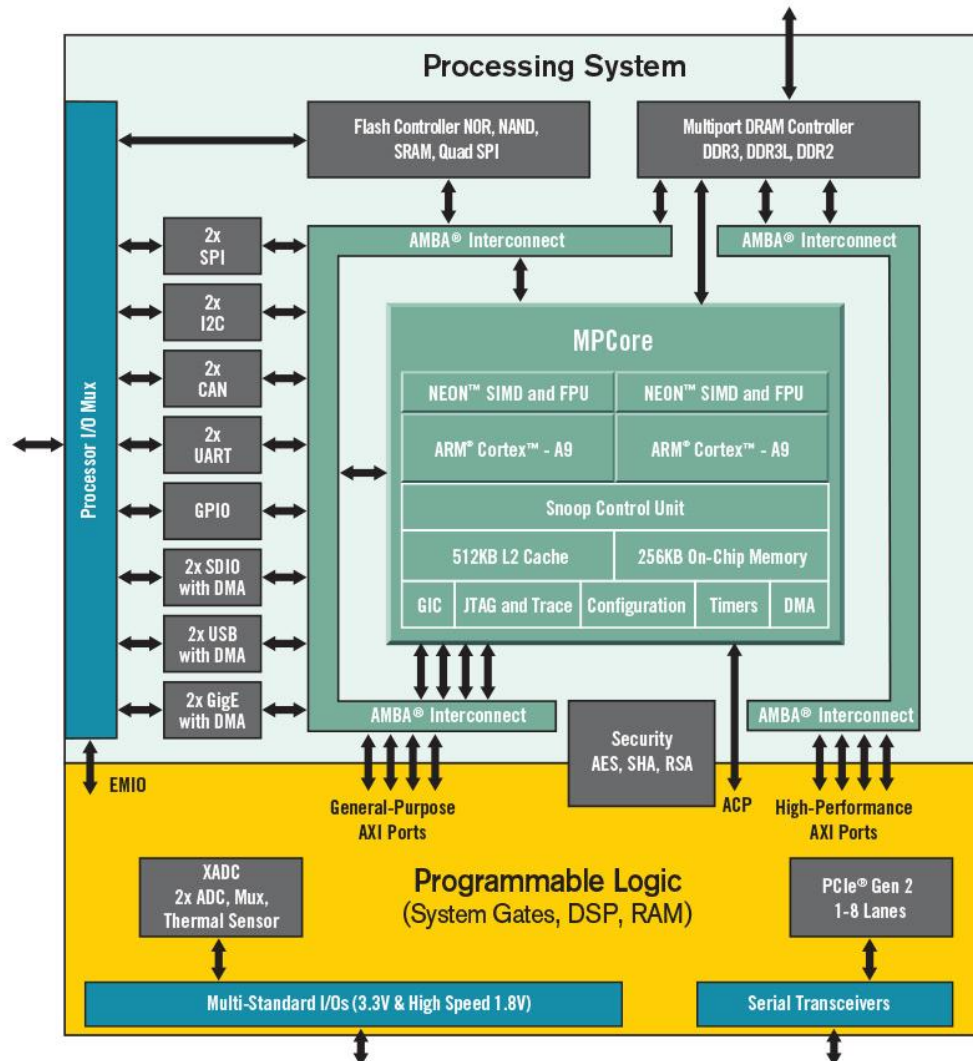 Processing System
Flash Controller NOR, NAND,
SRAM, Quad SPI
Multiport DRAM Controller
DDR3, DDR3L, DDR2
AMBA® Interconnect
AMBA® Interconnect
Processor I/O Mux
2x
SPI
2x
I2C
2x
CAN
2x
UART
GPIO
2x SDIO
with DMA
2x USB
with DMA
2x GigE
with DMA
MPCore
NEON™ SIMD and FPU
NEON™ SIMD and FPU
ARM® Cortex™ - A9
ARM® Cortex™ - A9
Snoop Control Unit
512KB L2 Cache
256KB On-Chip Memory
GIC
JTAG and Trace
Configuration
Timers
DMA
AMBA® Interconnect
AMBA® Interconnect
Security
AES, SHA, RSA
EMIO
General-Purpose
AXI Ports
ACP
High-Performance
AXI Ports
XADC
2x ADC, Mux,
Thermal Sensor
Programmable Logic
(System Gates, DSP, RAM)
PCIe® Gen 2
1-8 Lanes
Multi-Standard I/Os (3.3V & High Speed 1.8V)
Serial Transceivers